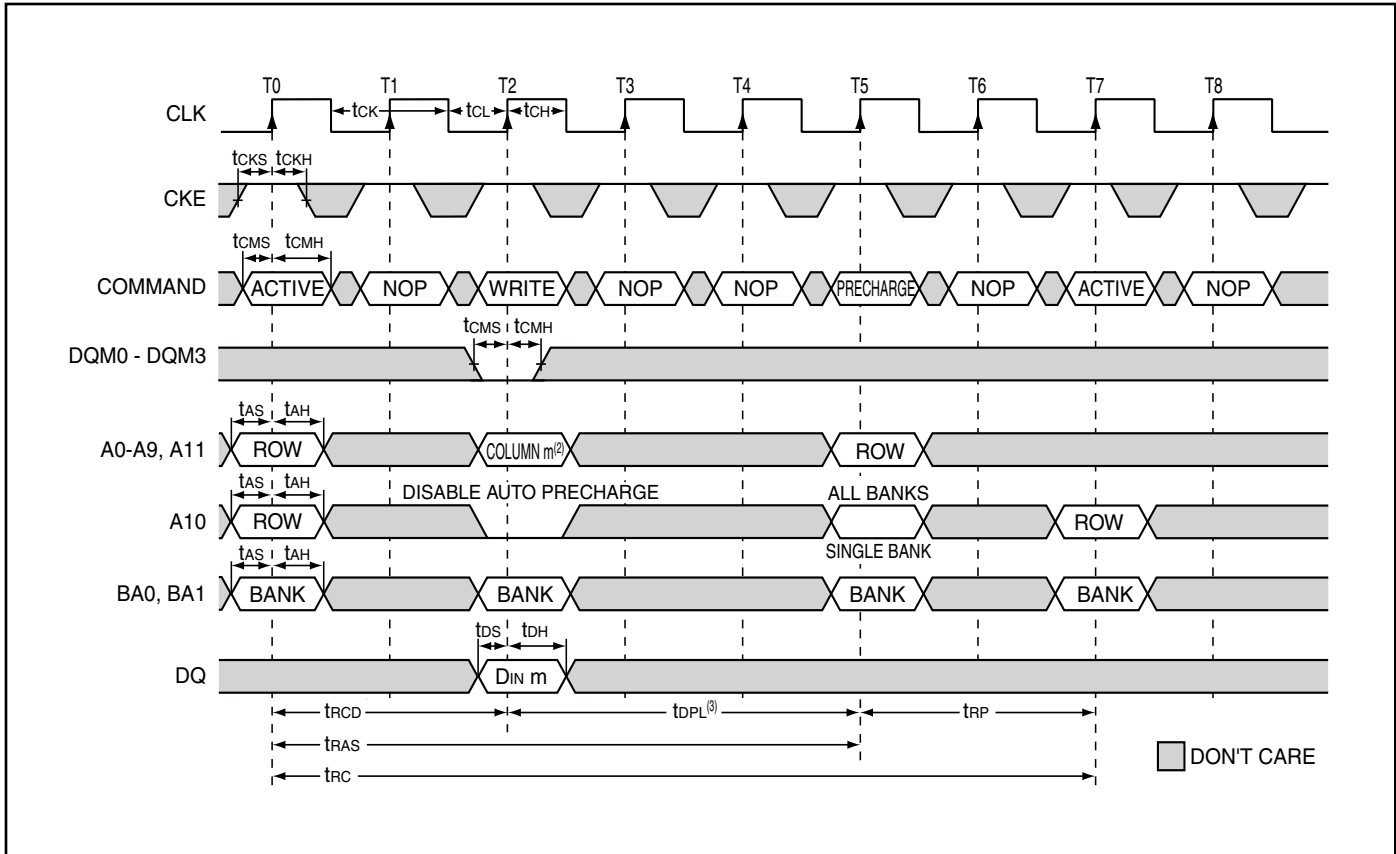 T0 T1 T2 T3 T4 T5 T6 T7 T8
CLK tCK tCL tCH
tCKS tCKH
CKE
tCMS tCMH
COMMAND ACTIVE NOP WRITE NOP NOP PRECHARGE NOP ACTIVE NOP
tCMS tCMH
DQM0 - DQM3
tAS tAH
A0-A9, A11 ROW COLUMN m(2) ROW
tAS tAH DISABLE AUTO PRECHARGE ALL BANKS
A10 ROW ROW
tAS tAH SINGLE BANK
BA0, BA1 BANK BANK BANK BANK
tDS tDH
DQ DIN m
tRCD tDPL(3) tRP
tRAS
tRC
DON'T CARE